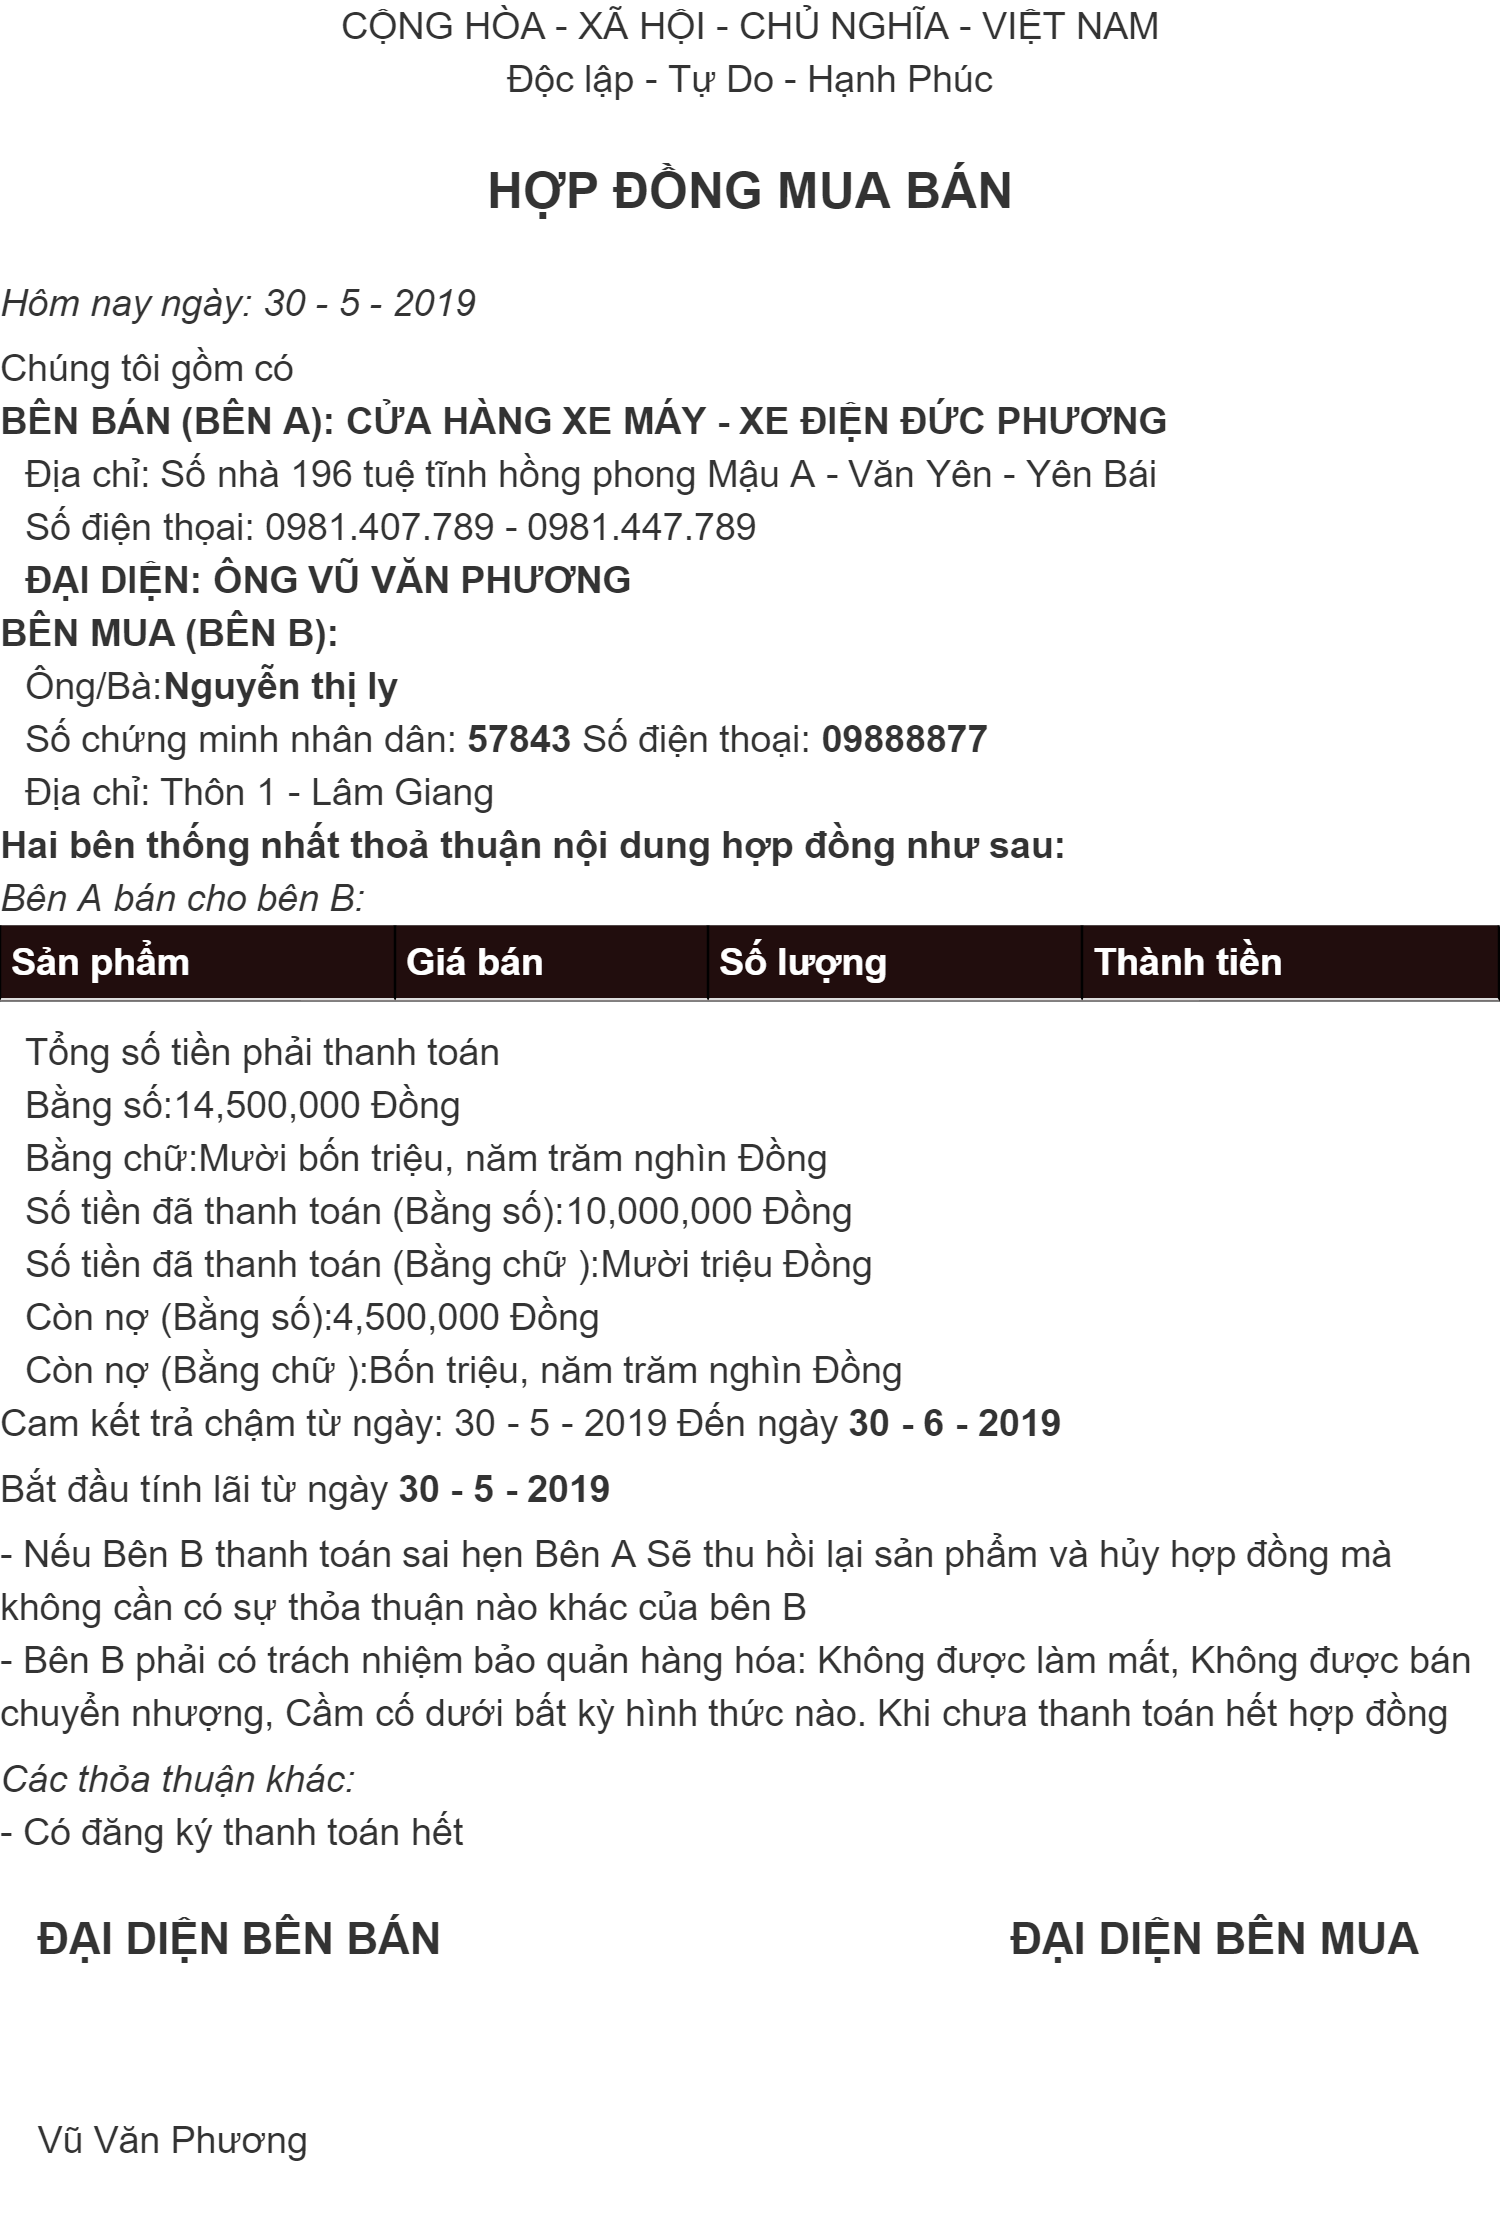 CỘNG HÒA - XÃ HỘI - CHỦ NGHĨA - VIỆT NAM
Độc lập - Tự Do - Hạnh Phúc
HỢP ĐỒNG MUA BÁN
Hôm nay ngày: 30 - 5 - 2019
Chúng tôi gồm có
BÊN BÁN (BÊN A): CỬA HÀNG XE MÁY - XE ĐIỆN ĐỨC PHƯƠNG
Địa chỉ: Số nhà 196 tuệ tĩnh hồng phong Mậu A - Văn Yên - Yên Bái
Số điện thọai: 0981.407.789 - 0981.447.789
ĐẠI DIỆN: ÔNG VŨ VĂN PHƯƠNG
BÊN MUA (BÊN B):
Ông/Bà:Nguyễn thị ly
Số chứng minh nhân dân: 57843 Số điện thoại: 09888877
Địa chỉ: Thôn 1 - Lâm Giang
Hai bên thống nhất thoả thuận nội dung hợp đồng như sau:
Bên A bán cho bên B:
Sản phẩm Giá bán Số lượng Thành tiền
Tổng số tiền phải thanh toán
Bằng số:14,500,000 Đồng
Bằng chữ:Mười bốn triệu, năm trăm nghìn Đồng
Số tiền đã thanh toán (Bằng số):10,000,000 Đồng
Số tiền đã thanh toán (Bằng chữ ):Mười triệu Đồng
Còn nợ (Bằng số):4,500,000 Đồng
Còn nợ (Bằng chữ ):Bốn triệu, năm trăm nghìn Đồng
Cam kết trả chậm từ ngày: 30 - 5 - 2019 Đến ngày 30 - 6 - 2019
Bắt đầu tính lãi từ ngày 30 - 5 - 2019
- Nếu Bên B thanh toán sai hẹn Bên A Sẽ thu hồi lại sản phẩm và hủy hợp đồng mà
không cần có sự thỏa thuận nào khác của bên B
- Bên B phải có trách nhiệm bảo quản hàng hóa: Không được làm mất, Không được bán
chuyển nhượng, Cầm cố dưới bất kỳ hình thức nào. Khi chưa thanh toán hết hợp đồng
Các thỏa thuận khác:
- Có đăng ký thanh toán hết
ĐẠI DIỆN BÊN BÁN ĐẠI DIỆN BÊN MUA
Vũ Văn Phương